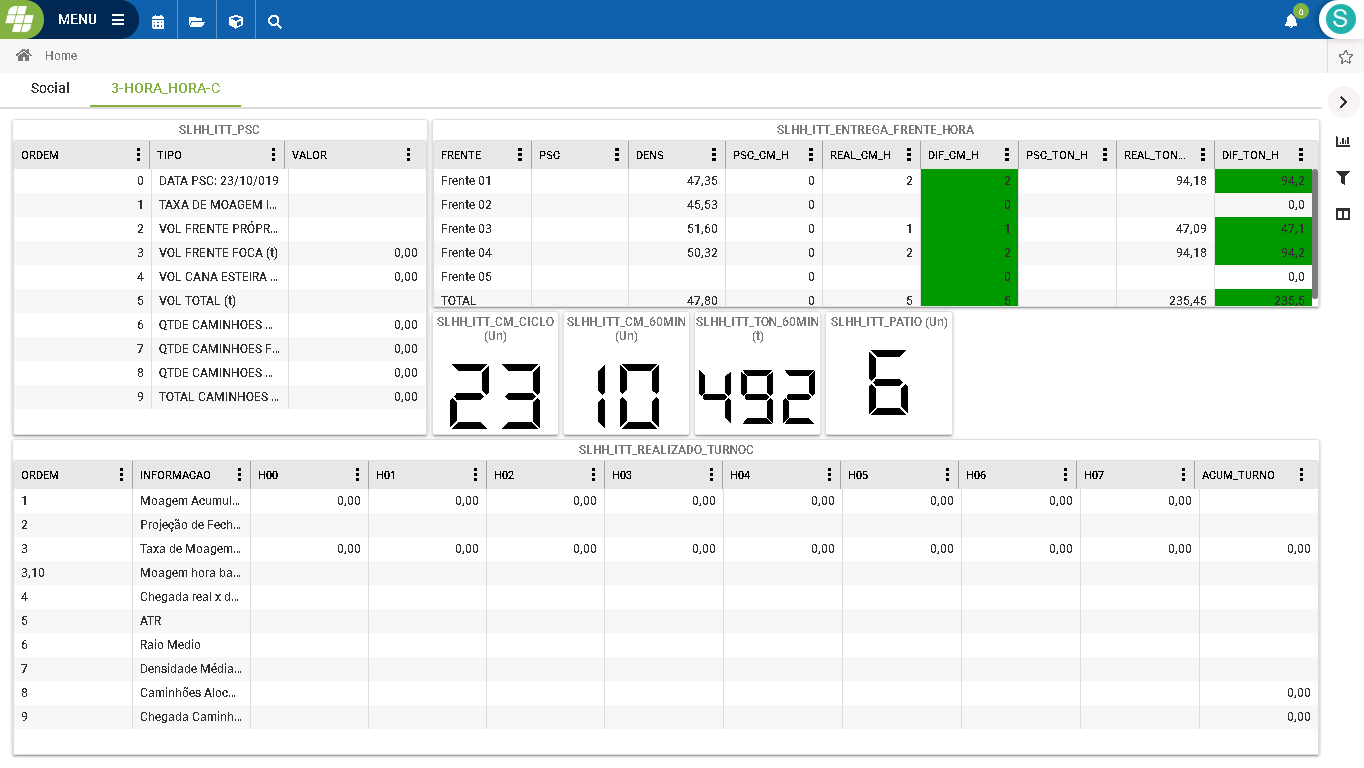 MENU
0
S
Home
Social 3-HORA_HORA-C
SLHH_ITT_PSC
ORDEM TIPO VALOR
0 DATA PSC: 23/10/019
1 TAXA DE MOAGEM I...
2 VOL FRENTE PRÓPR...
3 VOL FRENTE FOCA (t) 0,00
4 VOL CANA ESTEIRA ... 0,00
5 VOL TOTAL (t)
6 QTDE CAMINHOES ... 0,00
7 QTDE CAMINHOES F... 0,00
8 QTDE CAMINHOES ... 0,00
9 TOTAL CAMINHOES ... 0,00
SLHH_ITT_ENTREGA_FRENTE_HORA
FRENTE PSC DENS PSC_CM_H REAL_CM_H DIF_CM_H PSC_TON_H REAL_TON... DIF_TON_H
Frente 01 47,35 0 2 2 94,18 94,2
Frente 02 45,53 0 0 0,0
Frente 03 51,60 0 1 1 47,09 47,1
Frente 04 50,32 0 2 2 94,18 94,2
Frente 05 0 0 0,0
TOTAL 47,80 0 5 5 235,45 235,5
SLHH_ITT_CM_CICLO
(Un)
23
SLHH_ITT_CM_60MIN
(Un)
10
SLHH_ITT_TON_60MIN
(t)
492
SLHH_ITT_PATIO (Un)
6
SLHH_ITT_REALIZADO_TURNOC
ORDEM INFORMACAO H00 H01 H02 H03 H04 H05 H06 H07 ACUM_TURNO
1 Moagem Acumul... 0,00 0,00 0,00 0,00 0,00 0,00 0,00 0,00
2 Projeção de Fech...
3 Taxa de Moagem... 0,00 0,00 0,00 0,00 0,00 0,00 0,00 0,00 0,00
3,10 Moagem hora ba...
4 Chegada real x d...
5 ATR
6 Raio Medio
7 Densidade Média...
8 Caminhões Aloc... 0,00
9 Chegada Caminh... 0,00